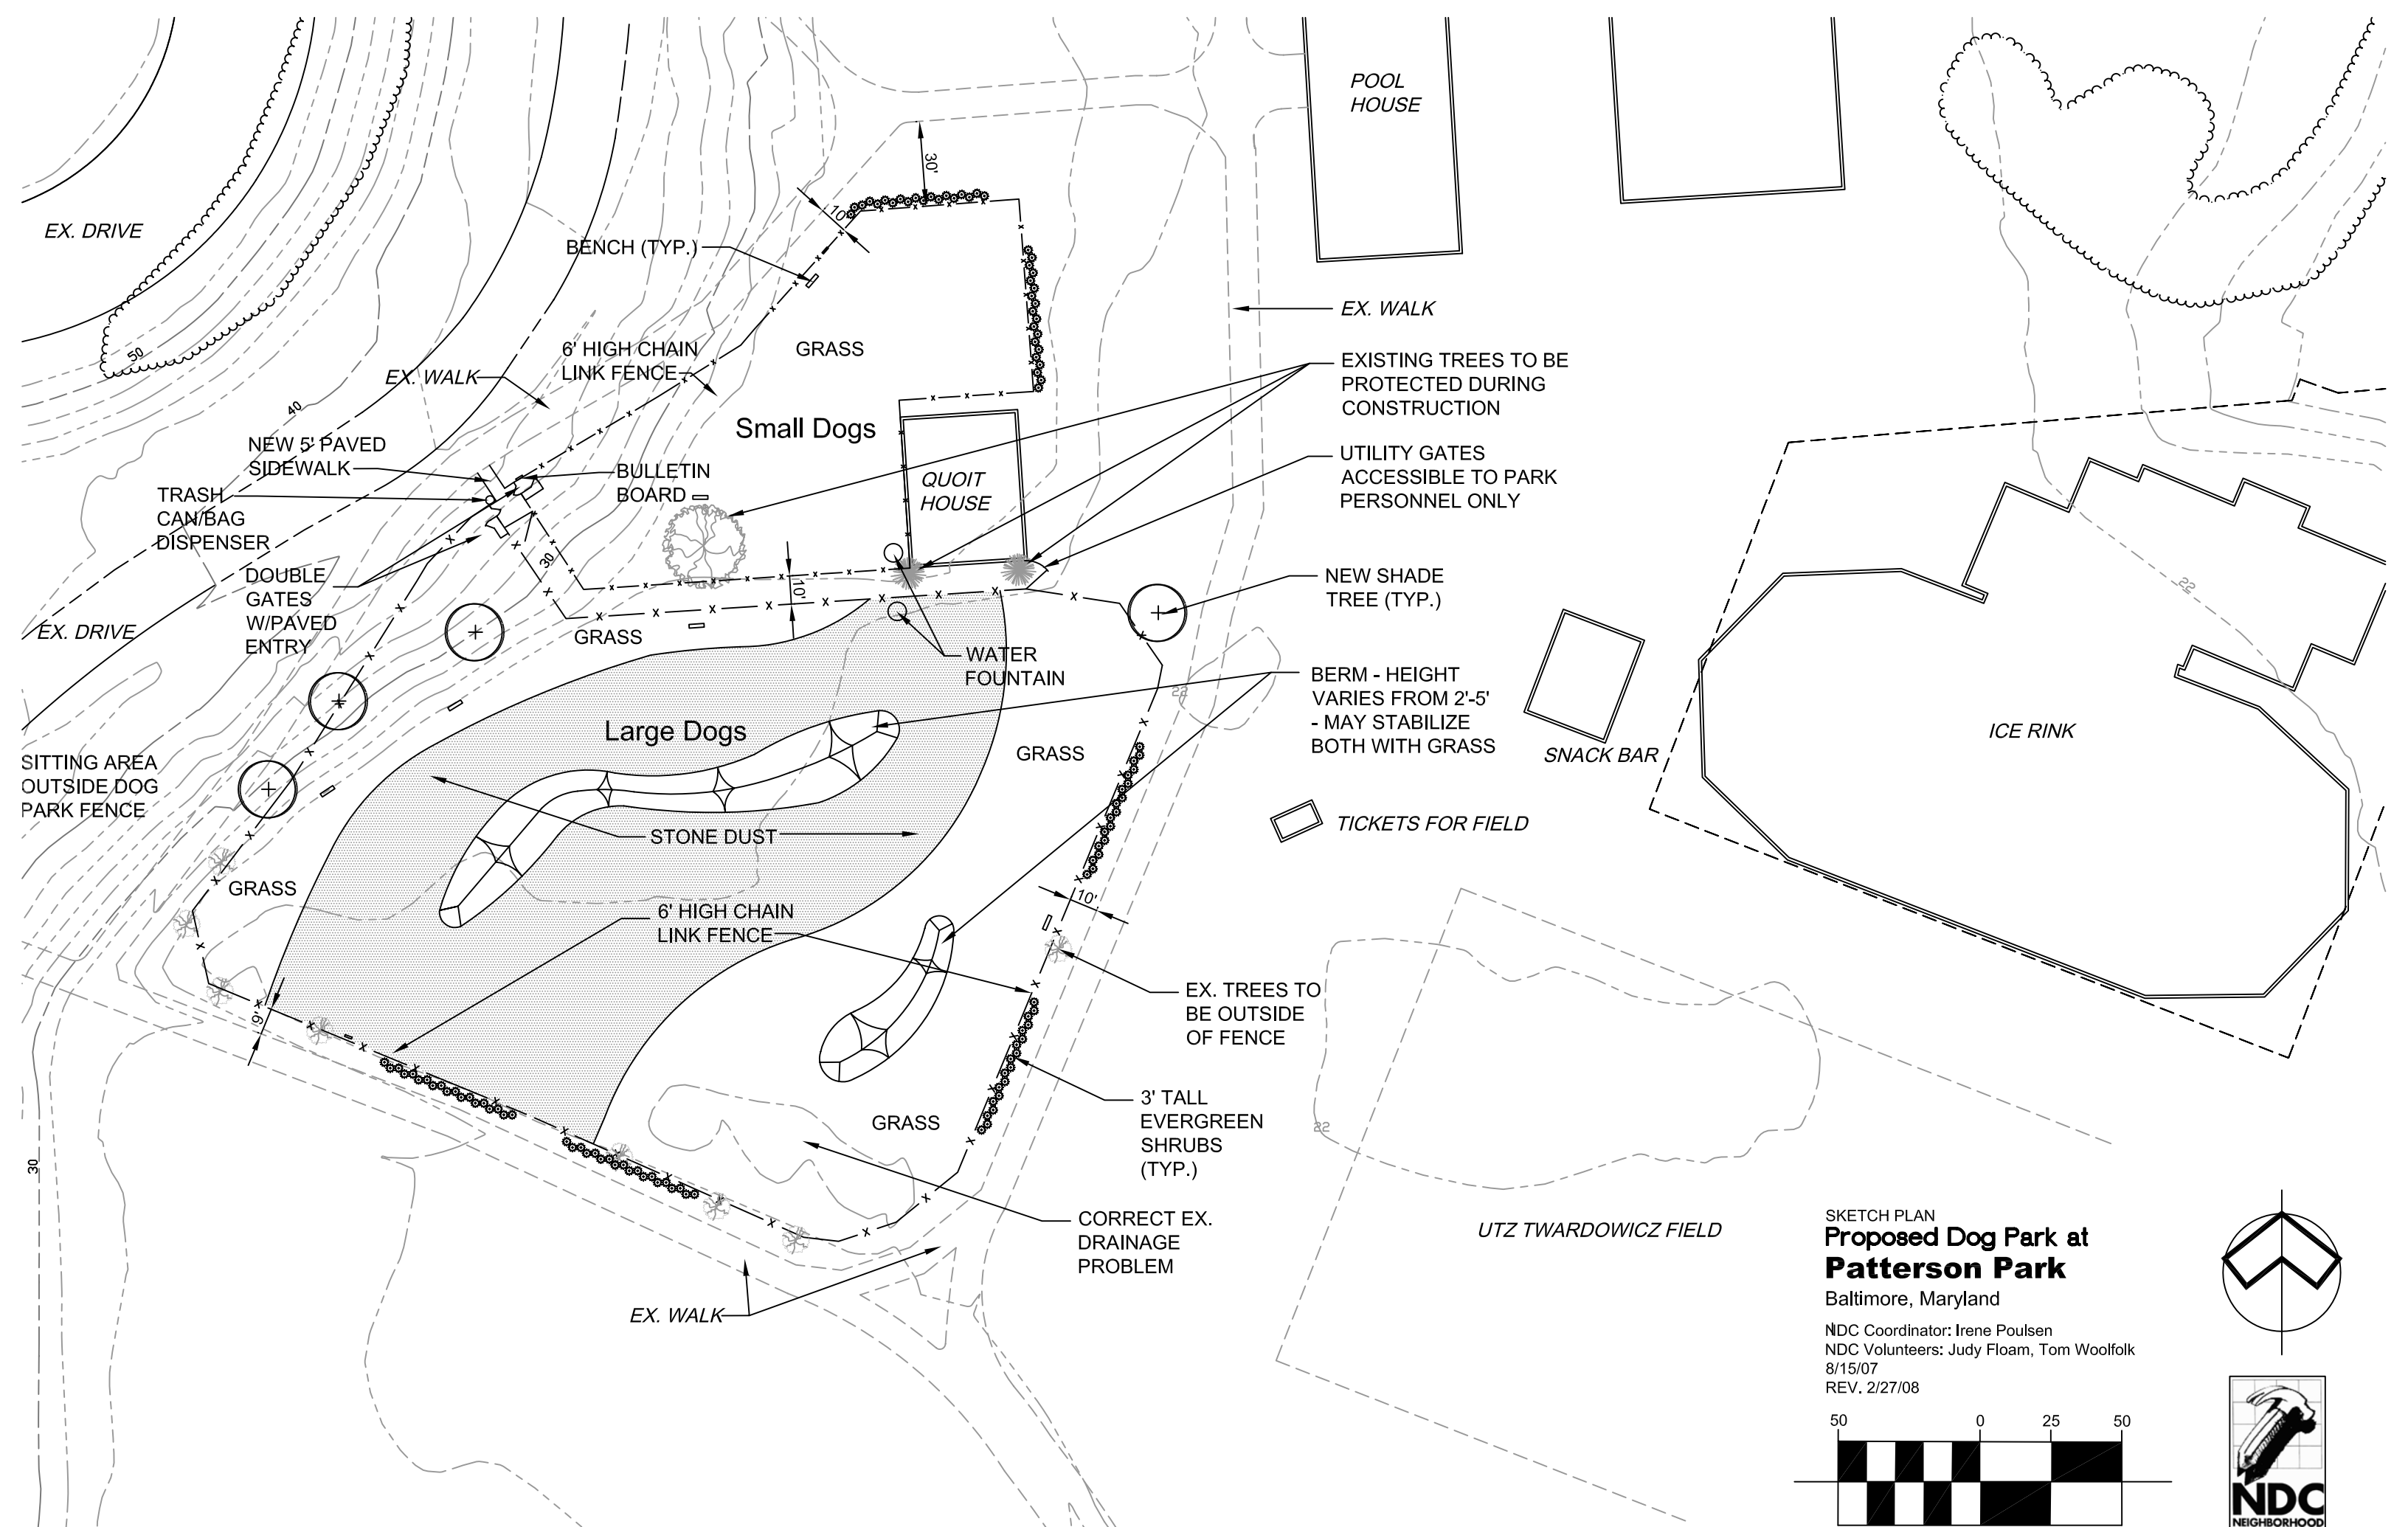 POOL
HOUSE
30'
10'
EX. DRIVE
BENCH (TYP.)
50
EX. WALK
6' HIGH CHAIN
LINK FENCE
GRASS
EX. WALK
40
EXISTING TREES TO BE
PROTECTED DURING
CONSTRUCTION
Small Dogs
NEW 5' PAVED
SIDEWALK
BULLETIN
BOARD
QUOIT
HOUSE
UTILITY GATES
ACCESSIBLE TO PARK
PERSONNEL ONLY
TRASH
CAN/BAG
DISPENSER
30
DOUBLE
GATES
W/PAVED
ENTRY
10'
NEW SHADE
TREE (TYP.)
22
EX. DRIVE
GRASS
WATER
FOUNTAIN
22
BERM - HEIGHT
VARIES FROM 2'-5'
- MAY STABILIZE
BOTH WITH GRASS
Large Dogs
GRASS
SNACK BAR
ICE RINK
SITTING AREA
OUTSIDE DOG
PARK FENCE
STONE DUST
TICKETS FOR FIELD
GRASS
6' HIGH CHAIN
LINK FENCE
10'
9'
EX. TREES TO
BE OUTSIDE
OF FENCE
3' TALL
EVERGREEN
SHRUBS
(TYP.)
GRASS
22
30
CORRECT EX.
DRAINAGE
PROBLEM
UTZ TWARDOWICZ FIELD
EX. WALK
SKETCH PLAN
Proposed Dog Park at
Patterson Park
Baltimore, Maryland
NDC Coordinator: Irene Poulsen
NDC Volunteers: Judy Floam, Tom Woolfolk
8/15/07
REV. 2/27/08
50 0 25 50
NDC
NEIGHBORHOOD